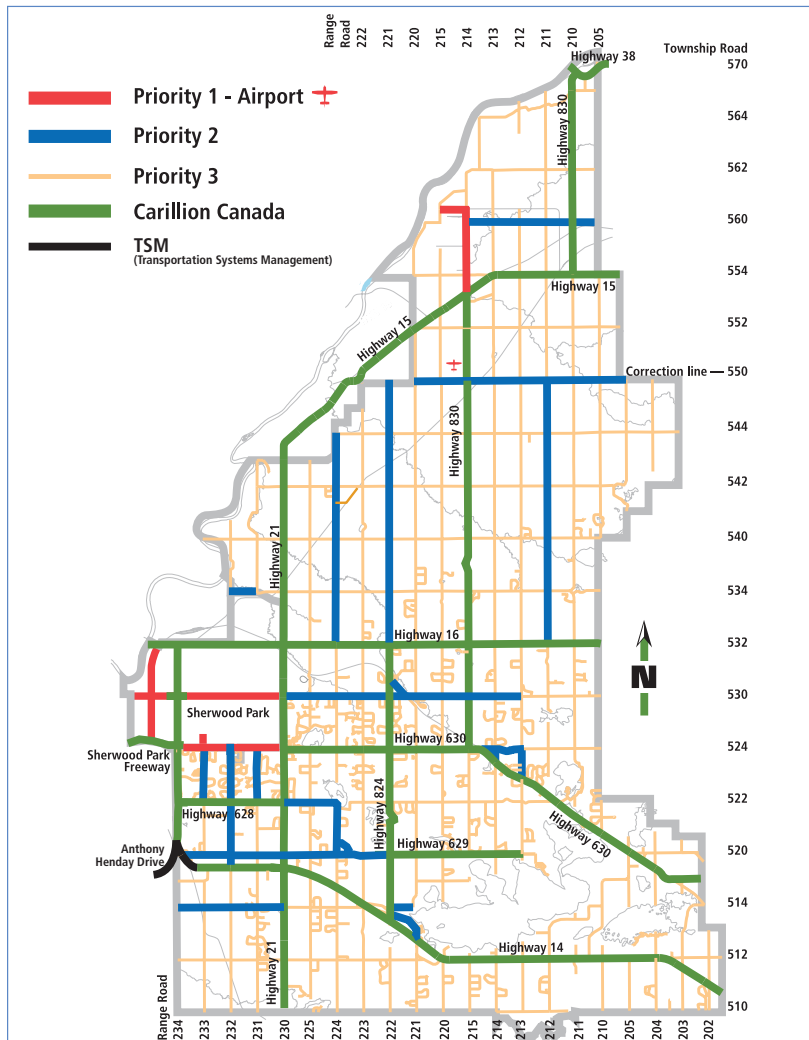 Range
Road
222
221
220
215
214
213
212
211
210
205
Township Road
Highway 38
570
Priority 1 - Airport
Highway 830
564
Priority 2
Priority 3
562
Carillion Canada
560
TSM
(Transportation Systems Management)
554
Highway 15
Highway 15
552
Correction line
550
Highway 830
544
542
Highway 21
540
534
Highway 16
532
N
530
Sherwood Park
Highway 630
524
Sherwood Park
Freeway
522
Highway 628
Highway 824
Highway 629
Highway 630
520
Anthony
Henday Drive
514
Highway 14
512
Highway 21
510
Range Road
234
233
232
231
230
225
224
223
222
221
220
215
214
213
212
211
210
205
204
203
202